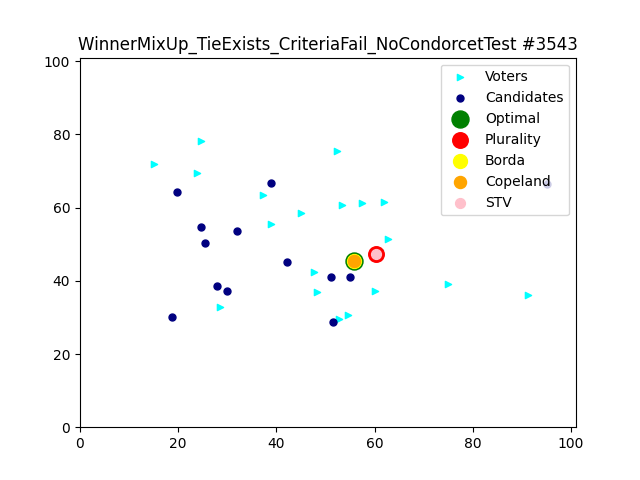 WinnerMixUp_TieExists_CriteriaFail_NoCondorcetTest #3543
100
80
60
40
20
0
0 20 40 60 80 100
Voters
Candidates
Optimal
Plurality
Borda
Copeland
STV